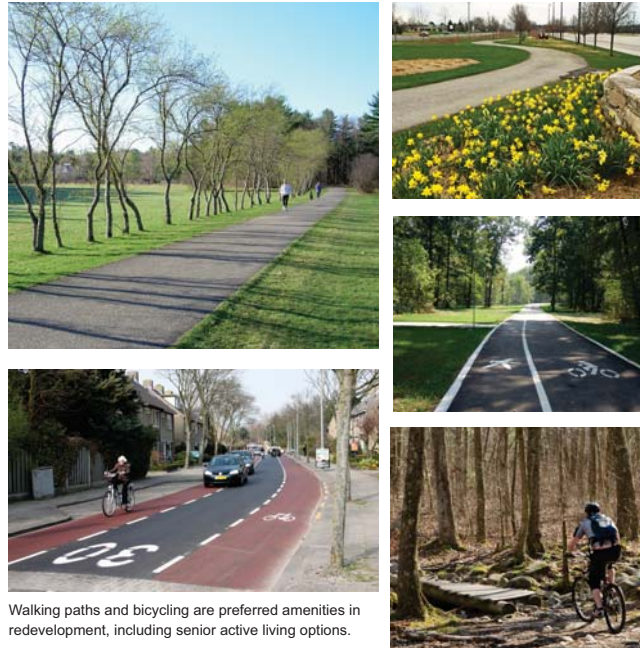 30
Walking paths and bicycling are preferred amenities in
redevelopment, including senior active living options.